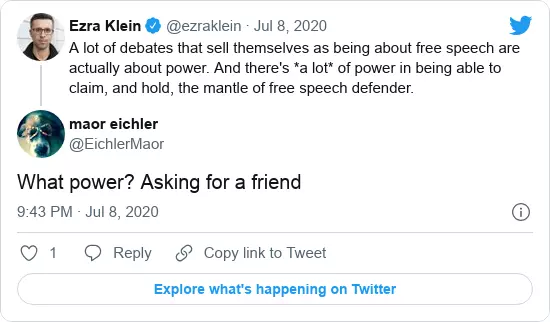 Ezra Klein @ezraklein · Jul 8, 2020
A lot of debates that sell themselves as being about free speech are
actually about power. And there's *a lot* of power in being able to
claim, and hold, the mantle of free speech defender.
maor eichler
@EichlerMaor
What power? Asking for a friend
9:43 PM · Jul 8, 2020
1 Reply Copy link to Tweet
Explore what's happening on Twitter